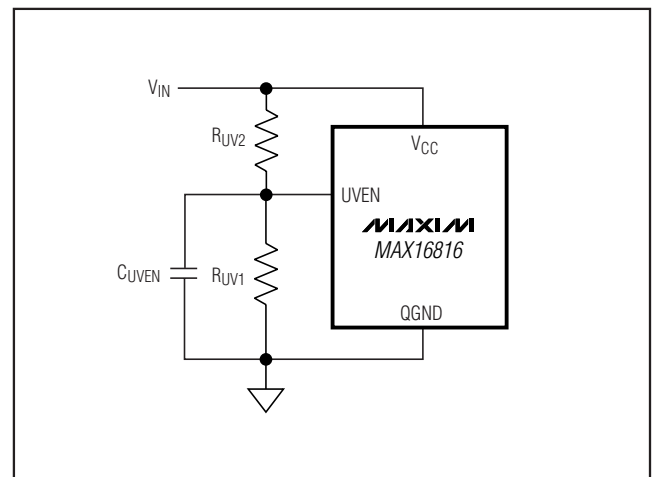 VIN
RUV2
VCC
UVEN
MAXIM
MAX16816
CUVEN
RUV1
QGND